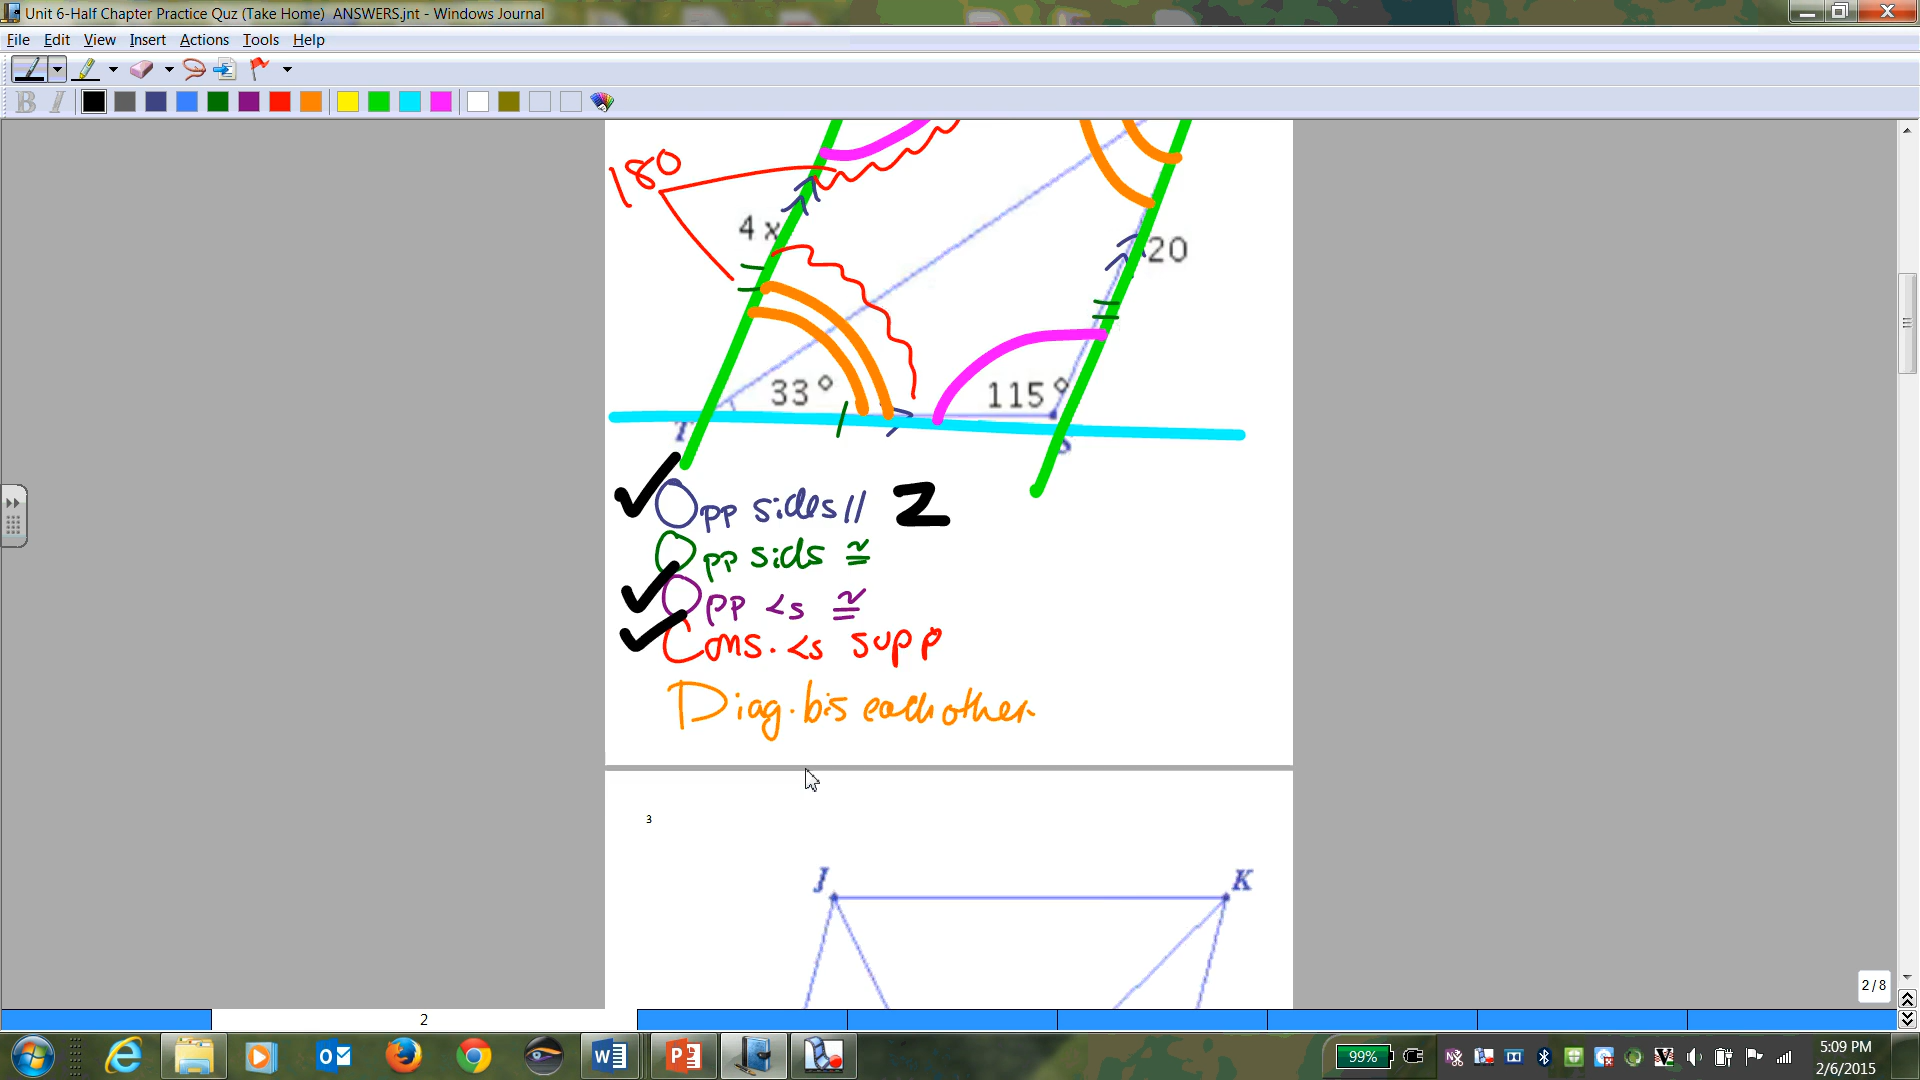 Unit 6-Half Chapter Practice Quz (Take Home) ANSWERS.jnt - Windows Journal
File Edit View Insert Actions Tools Help
B I
180
4 x
20
33° 115°
T S
Opp sides // Z
Opp sids ≅
Opp <s ≅
Cons. <s supp
Diag. bis each other.
3
J K
2 / 8
2
99%
5:09 PM
2/6/2015